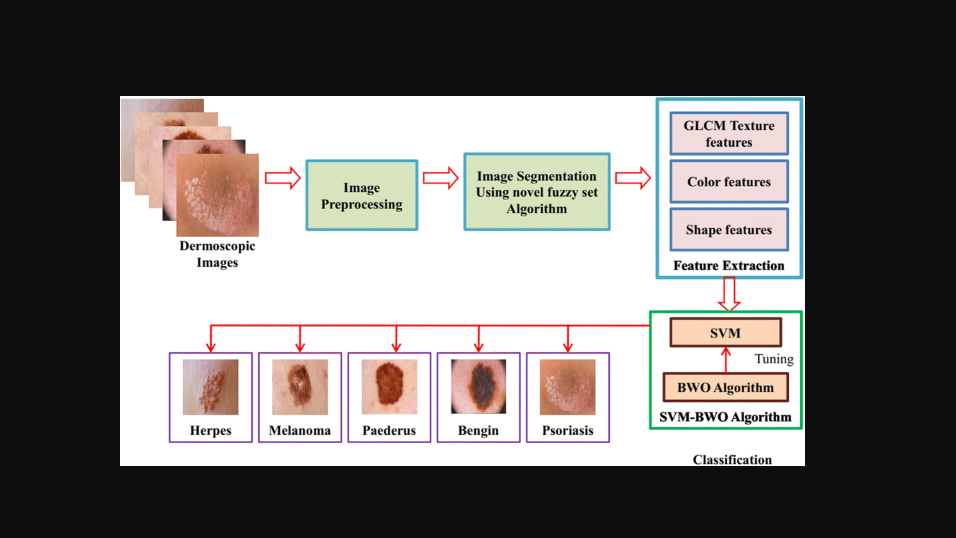 Dermoscopic
Images
Image
Preprocessing
Image Segmentation
Using novel fuzzy set
Algorithm
GLCM Texture
features
Color features
Shape features
Feature Extraction
SVM
Tuning
BWO Algorithm
SVM-BWO Algorithm
Classification
Herpes
Melanoma
Paederus
Bengin
Psoriasis